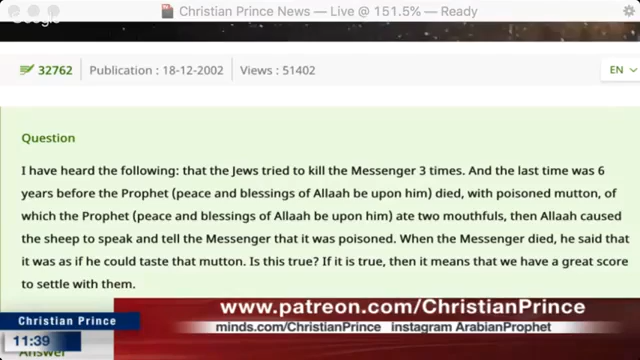 Christian Prince News — Live @ 151.5% — Ready
Google
32762 Publication : 18-12-2002 Views : 51402 EN
Question
I have heard the following: that the Jews tried to kill the Messenger 3 times. And the last time was 6
years before the Prophet (peace and blessings of Allaah be upon him) died, with poisoned mutton, of
which the Prophet (peace and blessings of Allaah be upon him) ate two mouthfuls, then Allaah caused
the sheep to speak and tell the Messenger that it was poisoned. When the Messenger died, he said that
it was as if he could taste that mutton. Is this true? If it is true, then it means that we have a great score
to settle with them.
www.patreon.com/ChristianPrince
Christian Prince
minds.com/ChristianPrince instagram ArabianProphet
11:39
Answer